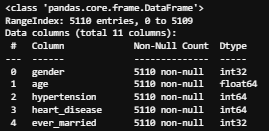 <class 'pandas.core.frame.DataFrame'>
RangeIndex: 5110 entries, 0 to 5109
Data columns (total 11 columns):
 #   Column         Non-Null Count  Dtype
---  ------         --------------  -----
 0   gender         5110 non-null   int32
 1   age            5110 non-null   float64
 2   hypertension   5110 non-null   int64
 3   heart_disease  5110 non-null   int64
 4   ever_married   5110 non-null   int32